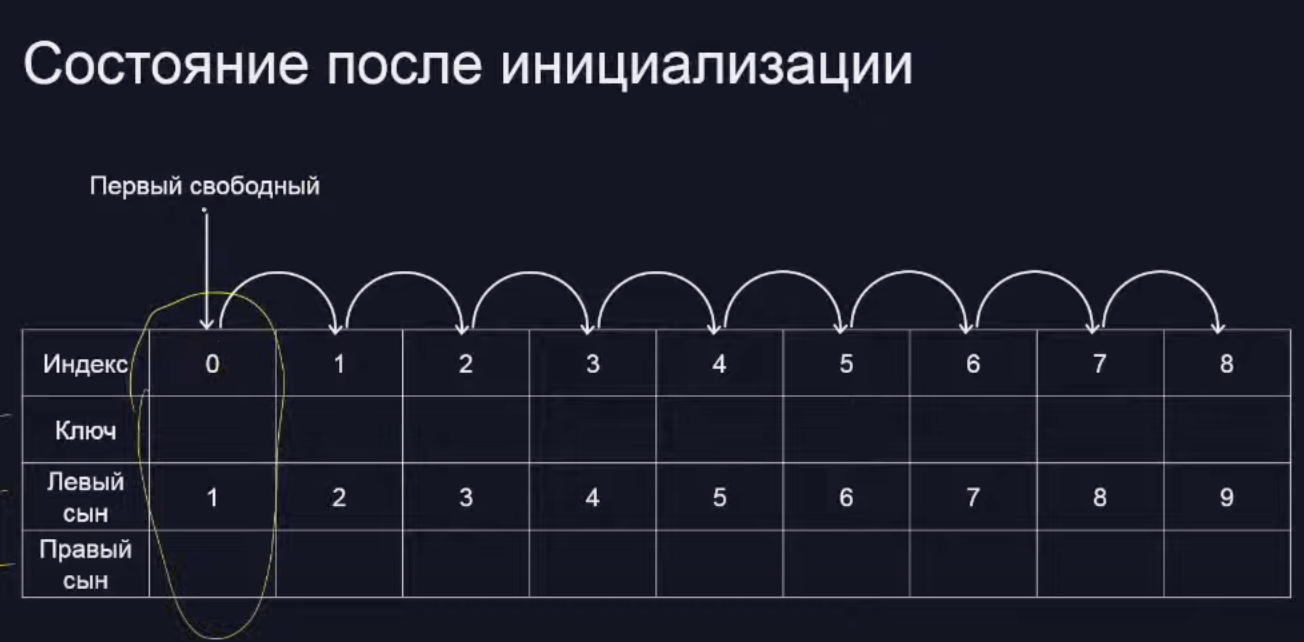 Состояние после инициализации
Первый свободный
Индекс 0 1 2 3 4 5 6 7 8
Ключ
Левый сын 1 2 3 4 5 6 7 8 9
Правый сын